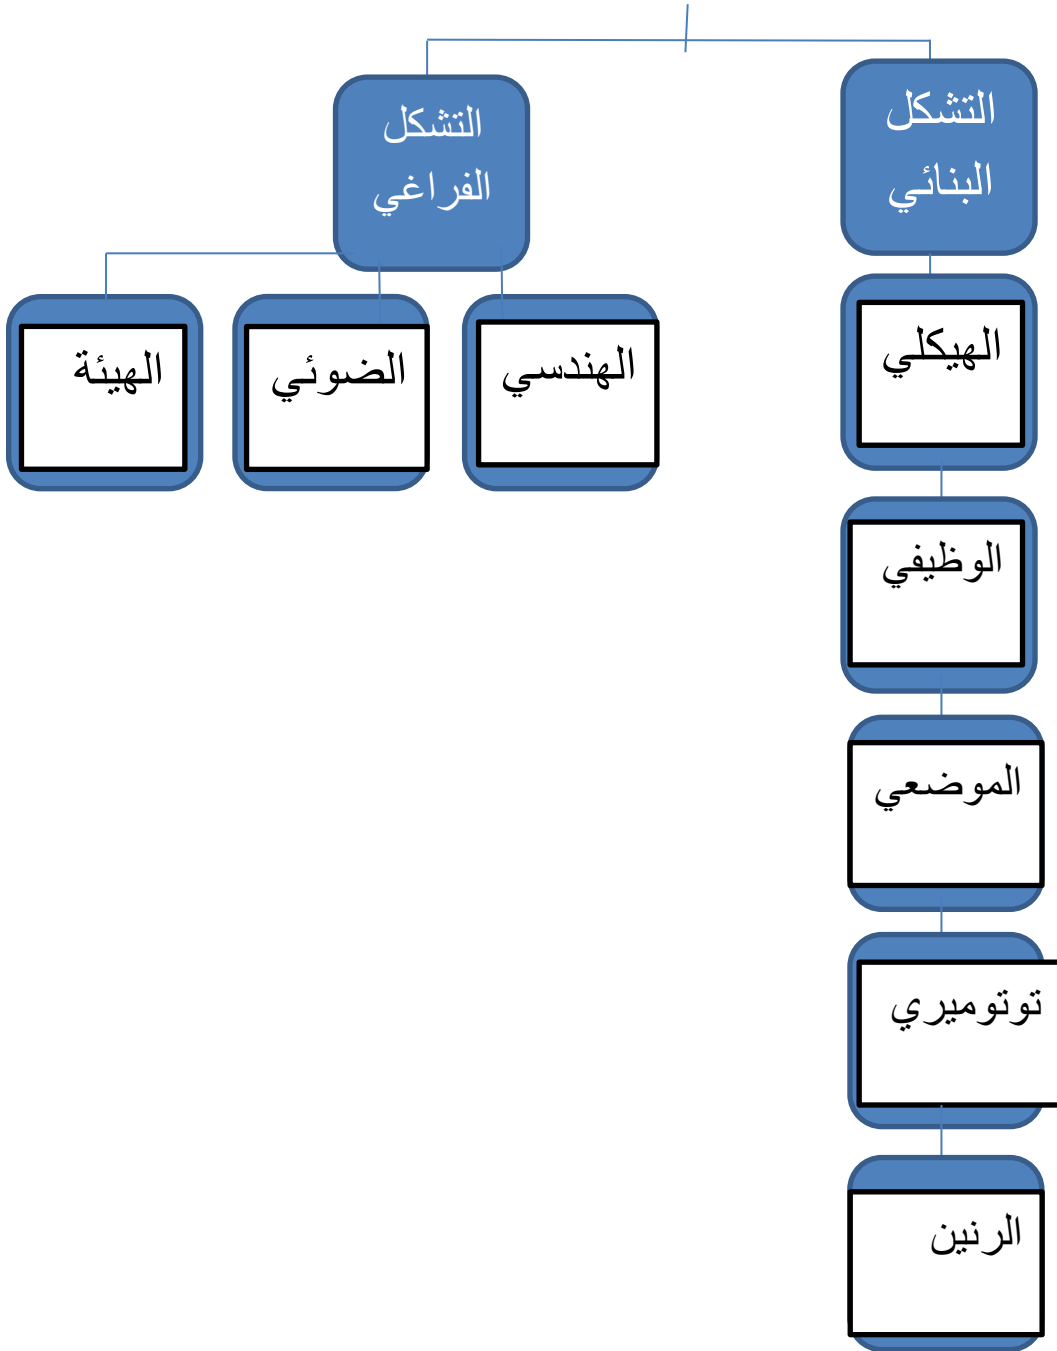 التشكل
البنائي
التشكل
الفراغي
الهيكلي
الهندسي
الضوئي
الهيئة
الوظيفي
الموضعي
توتوميري
الرنين